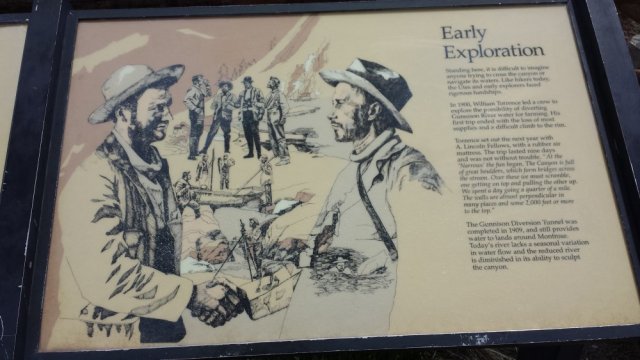 Early
Exploration
Standing here, it is difficult to imagine
anyone trying to cross the canyon or
navigate its waters. Like hikers today,
the Utes and early explorers faced
rigorous hardships.
In 1900, William Torrence led a crew to
explore the possibility of diverting
Gunnison River water for farming. His
first trip ended with the loss of most
supplies and a difficult climb to the rim.
Torrence set out the next year with
A. Lincoln Fellows, with a rubber air
mattress. The trip lasted nine days
and was not without trouble. "At the
'Narrows' the fun began. The Canyon is full
of great boulders, which form bridges across
the stream. Over these we must scramble,
one getting on top and pulling the other up.
We spent a day going a quarter of a mile.
The walls are almost perpendicular in
many places and some 2,000 feet or more
to the top."
The Gunnison Diversion Tunnel was
completed in 1909, and still provides
water to lands around Montrose.
Today's river lacks a seasonal variation
in water flow and the reduced river
is diminished in its ability to sculpt
the canyon.